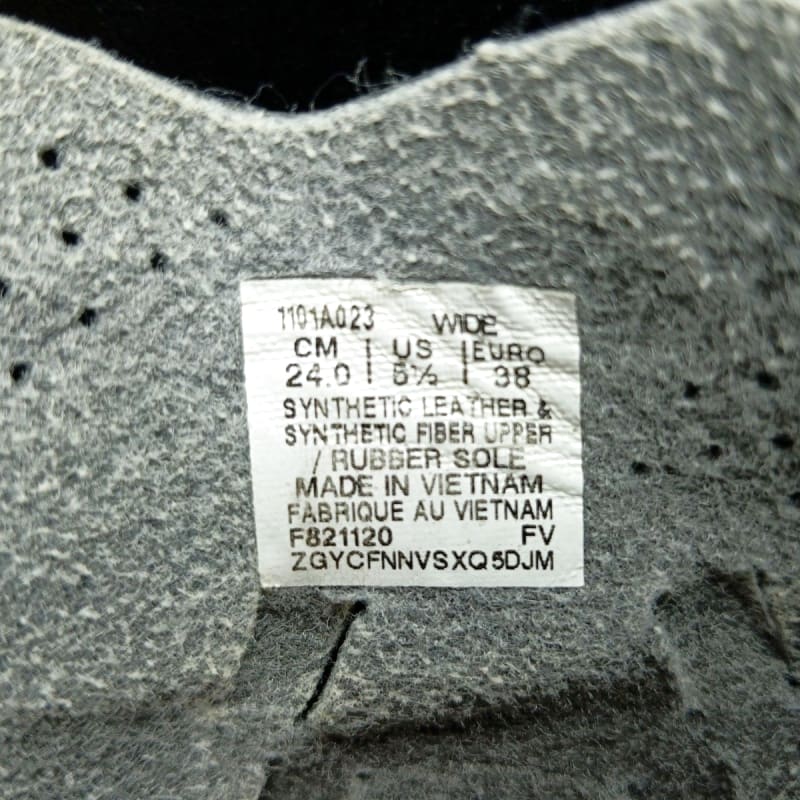 1101A023 WIDE
CM | US | EURO
24.0 | 5½ | 38
SYNTHETIC LEATHER &
SYNTHETIC FIBER UPPER
/ RUBBER SOLE
MADE IN VIETNAM
FABRIQUE AU VIETNAM
F821120 FV
ZGYCFNNVSXQ5DJM